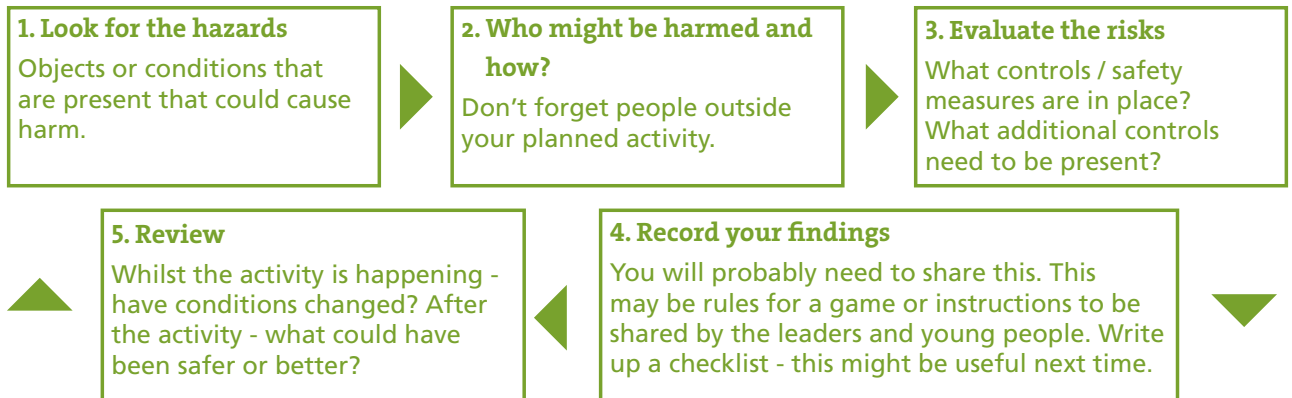 1. Look for the hazards
Objects or conditions that
are present that could cause
harm.
2. Who might be harmed and
how?
Don’t forget people outside
your planned activity.
3. Evaluate the risks
What controls / safety
measures are in place?
What additional controls
need to be present?
4. Record your findings
You will probably need to share this. This
may be rules for a game or instructions to be
shared by the leaders and young people. Write
up a checklist - this might be useful next time.
5. Review
Whilst the activity is happening -
have conditions changed? After
the activity - what could have
been safer or better?